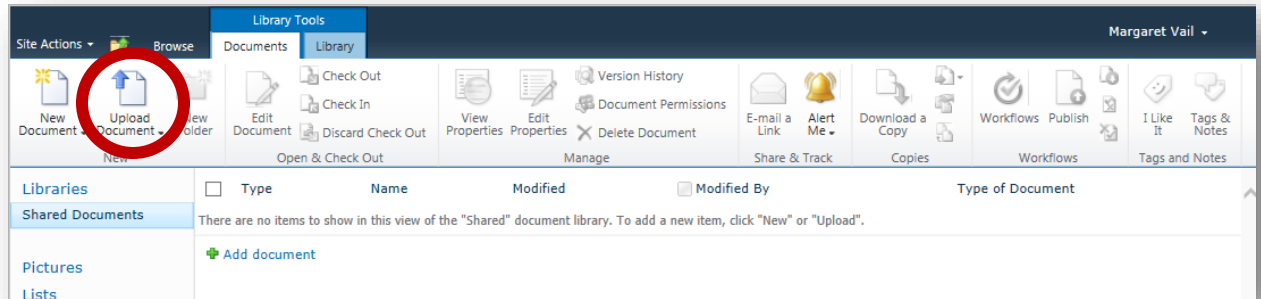 Library Tools
Margaret Vail
Site Actions Browse Documents Library
New Document
Upload Document
New Folder
New
Edit Document
Check Out
Check In
Discard Check Out
Open & Check Out
View Properties
Edit Properties
Version History
Document Permissions
Delete Document
Manage
E-mail a Link
Alert Me
Share & Track
Download a Copy
Copies
Workflows
Publish
Workflows
I Like It
Tags & Notes
Tags and Notes
Libraries
Shared Documents
Pictures
Lists
Type Name Modified Modified By Type of Document
There are no items to show in this view of the "Shared" document library. To add a new item, click "New" or "Upload".
Add document